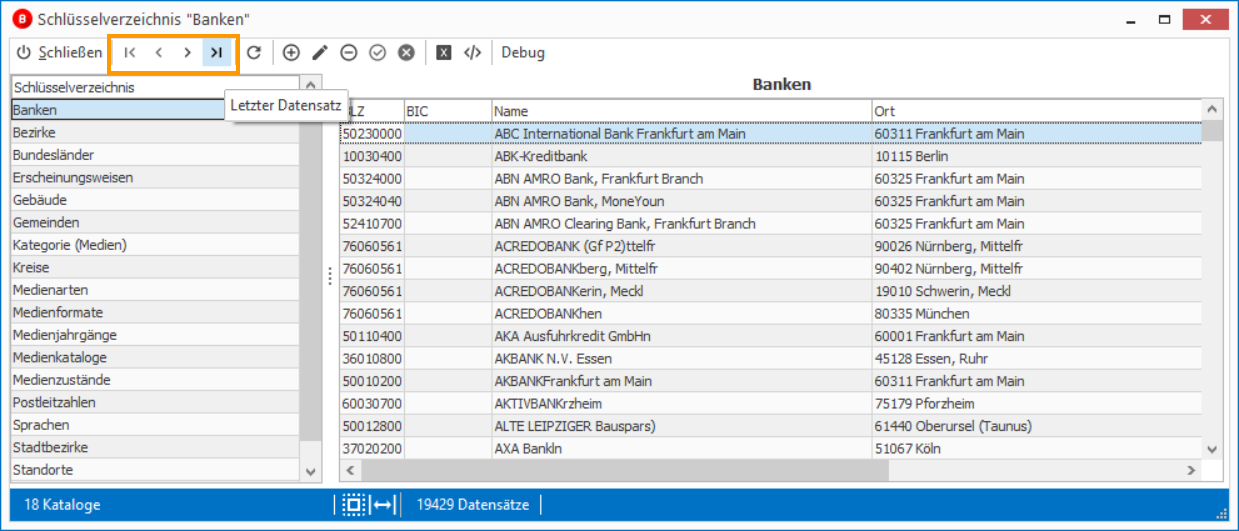 B Schlüsselverzeichnis "Banken"
Schließen Debug
Schlüsselverzeichnis
Banken
Bezirke
Bundesländer
Erscheinungsweisen
Gebäude
Gemeinden
Kategorie (Medien)
Kreise
Medienarten
Medienformate
Medienjahrgänge
Medienkataloge
Medienzustände
Postleitzahlen
Sprachen
Stadtbezirke
Standorte
Letzter Datensatz
Banken
LZ BIC Name Ort
50230000 ABC International Bank Frankfurt am Main 60311 Frankfurt am Main
10030400 ABK-Kreditbank 10115 Berlin
50324000 ABN AMRO Bank, Frankfurt Branch 60325 Frankfurt am Main
50324040 ABN AMRO Bank, MoneYoun 60325 Frankfurt am Main
52410700 ABN AMRO Clearing Bank, Frankfurt Branch 60325 Frankfurt am Main
76060561 ACREDOBANK (Gf P2)ttelfr 90026 Nürnberg, Mittelfr
76060561 ACREDOBANKberg, Mittelfr 90402 Nürnberg, Mittelfr
76060561 ACREDOBANKerin, Meckl 19010 Schwerin, Meckl
76060561 ACREDOBANKhen 80335 München
50110400 AKA Ausfuhrkredit GmbHn 60001 Frankfurt am Main
36010800 AKBANK N.V. Essen 45128 Essen, Ruhr
50010200 AKBANKFrankfurt am Main 60311 Frankfurt am Main
60030700 AKTIVBANKrzheim 75179 Pforzheim
50012800 ALTE LEIPZIGER Bauspars) 61440 Oberursel (Taunus)
37020200 AXA Bankln 51067 Köln
18 Kataloge 19429 Datensätze